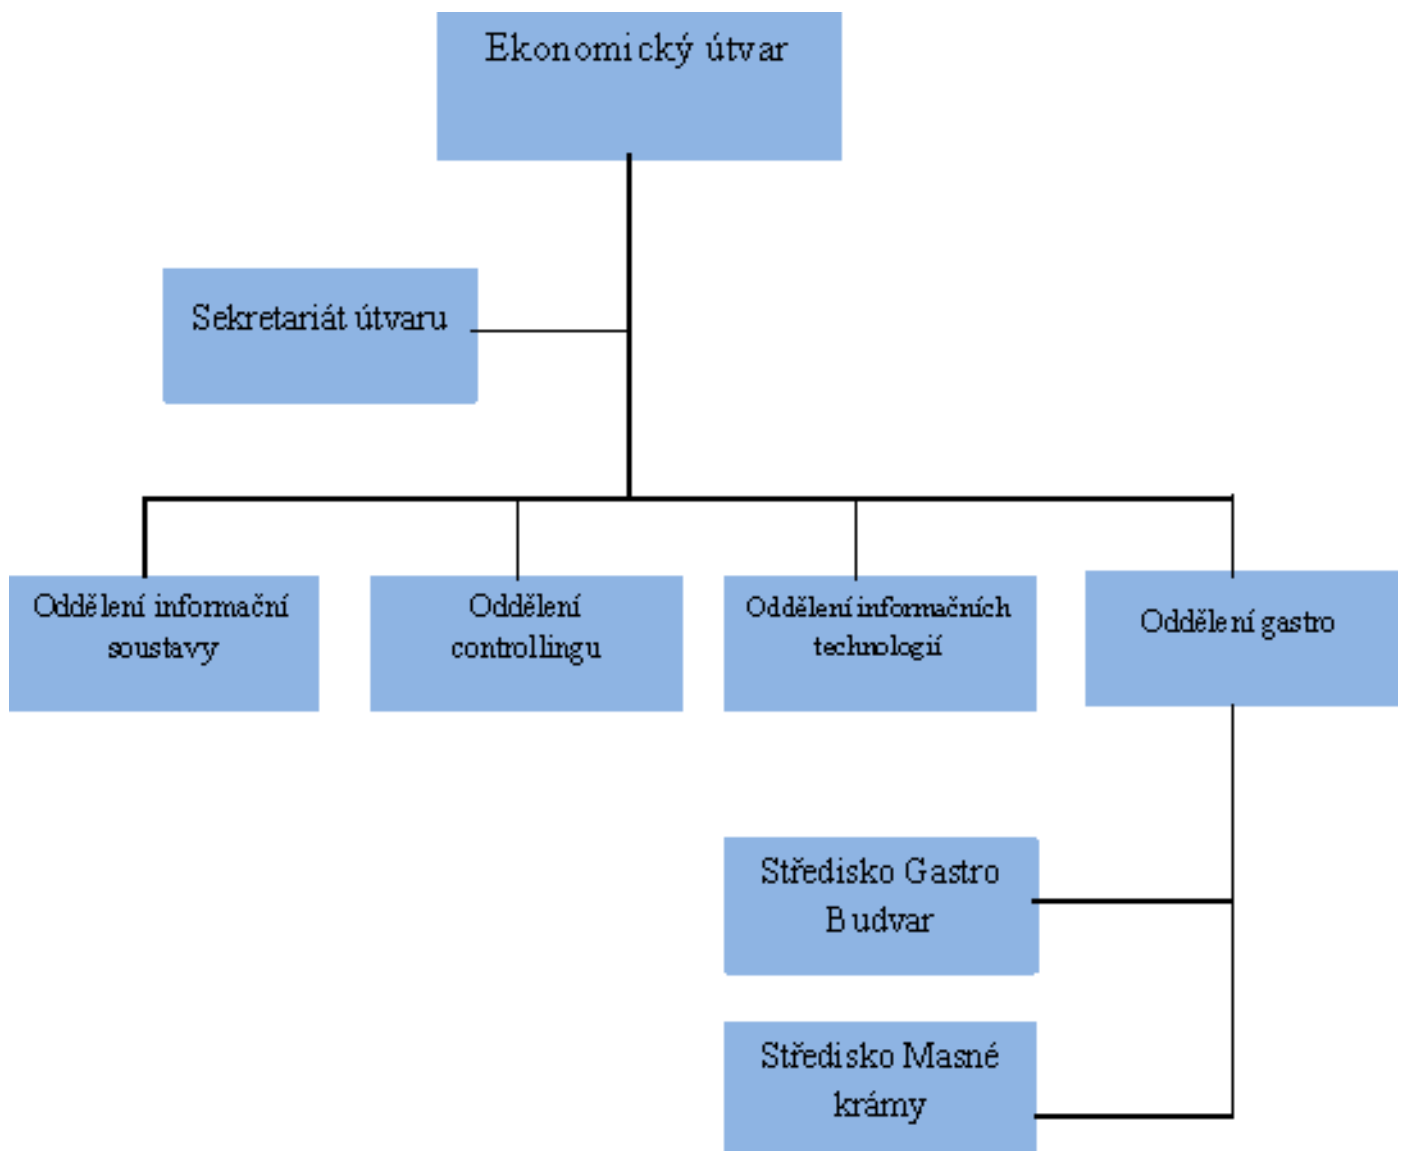 Ekonomický útvar
Sekretariát útvaru
Oddělení informační
soustavy
Oddělení
controllingu
Oddělení informačních
technologií
Oddělení gastro
Středisko Gastro
Budvar
Středisko Masné
krámy